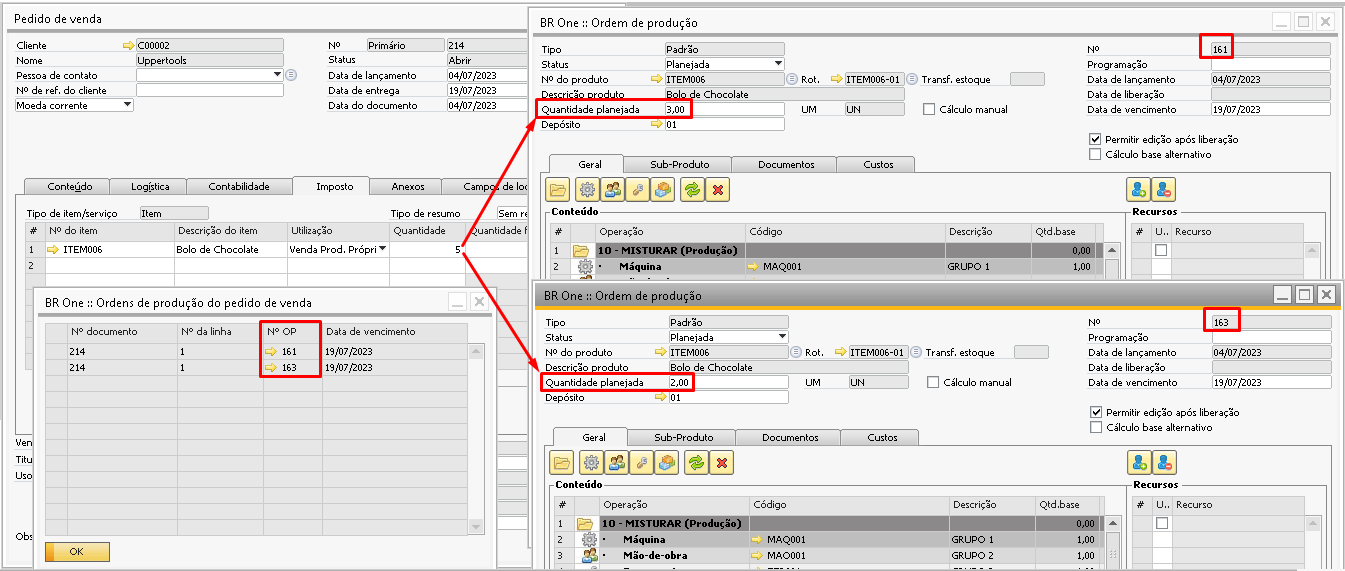 Pedido de venda
Cliente C00002 Nº Primário 214
Nome Uppertools Status Abrir
Pessoa de contato Data de lançamento 04/07/2023
Nº de ref. do cliente Data de entrega 19/07/2023
Moeda corrente Data do documento 04/07/2023
Conteúdo Logística Contabilidade Imposto Anexos Campos de loc
Tipo de item/serviço Item Tipo de resumo Sem re
# Nº do item Descrição do item Utilização Quantidade Quantidade f
1 ITEM006 Bolo de Chocolate Venda Prod. Própri 5
2
Ven
Titu
Uso
Obs
BR One :: Ordens de produção do pedido de venda
Nº documento Nº da linha Nº OP Data de vencimento
214 1 161 19/07/2023
214 1 163 19/07/2023
OK
BR One :: Ordem de produção
Tipo Padrão Nº 161
Status Planejada Programação
Nº do produto ITEM006 Rot. ITEM006-01 Transf. estoque Data de lançamento 04/07/2023
Descrição produto Bolo de Chocolate Data de liberação
Quantidade planejada 3,00 UM UN Cálculo manual Data de vencimento 19/07/2023
Depósito 01
Permitir edição após liberação
Cálculo base alternativo
Geral Sub-Produto Documentos Custos
Conteúdo Recursos
# Operação Código Descrição Qtd.base # U.. Recurso
1 10 - MISTURAR (Produção) 0,00
2 · Máquina MAQ001 GRUPO 1 1,00
BR One :: Ordem de produção
Tipo Padrão Nº 163
Status Planejada Programação
Nº do produto ITEM006 Rot. ITEM006-01 Transf. estoque Data de lançamento 04/07/2023
Descrição produto Bolo de Chocolate Data de liberação
Quantidade planejada 2,00 UM UN Cálculo manual Data de vencimento 19/07/2023
Depósito 01
Permitir edição após liberação
Cálculo base alternativo
Geral Sub-Produto Documentos Custos
Conteúdo Recursos
# Operação Código Descrição Qtd.base # U.. Recurso
1 10 - MISTURAR (Produção) 0,00
2 · Máquina MAQ001 GRUPO 1 1,00
3 · Mão-de-obra MAO001 GRUPO 2 1,00